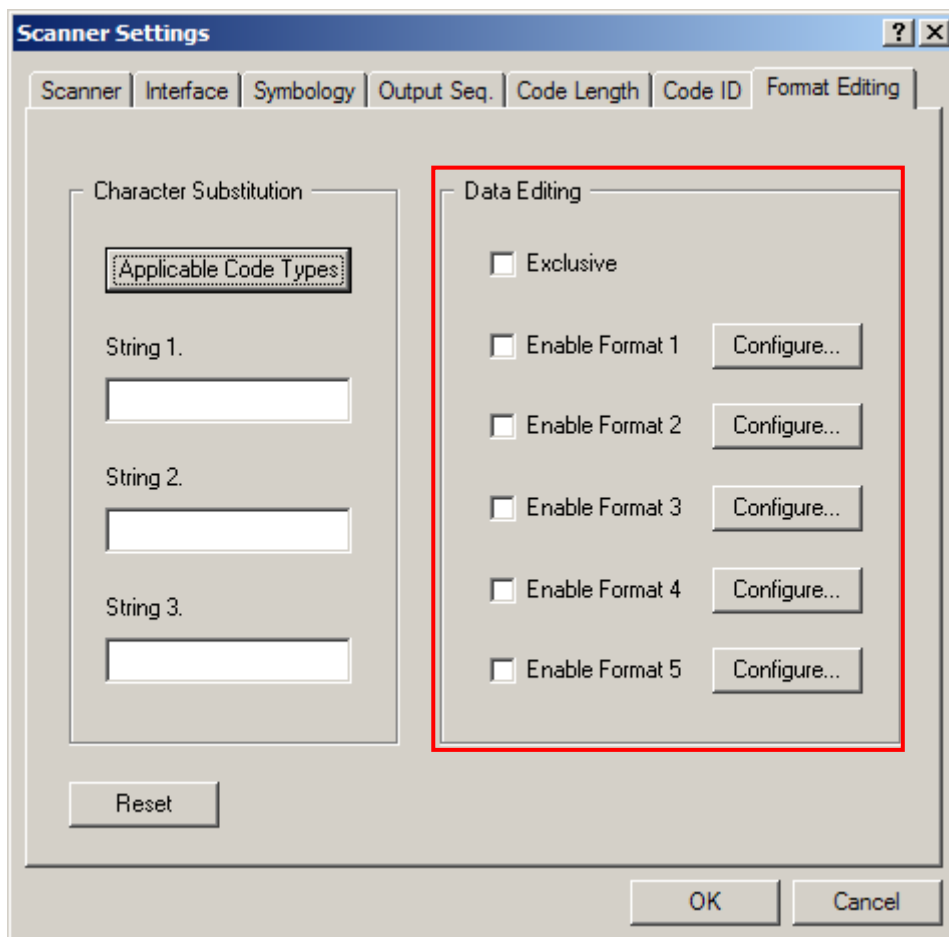 Scanner Settings
Scanner Interface Symbology Output Seq. Code Length Code ID Format Editing
Character Substitution
Applicable Code Types
String 1.
String 2.
String 3.
Data Editing
Exclusive
Enable Format 1 Configure...
Enable Format 2 Configure...
Enable Format 3 Configure...
Enable Format 4 Configure...
Enable Format 5 Configure...
Reset
OK Cancel